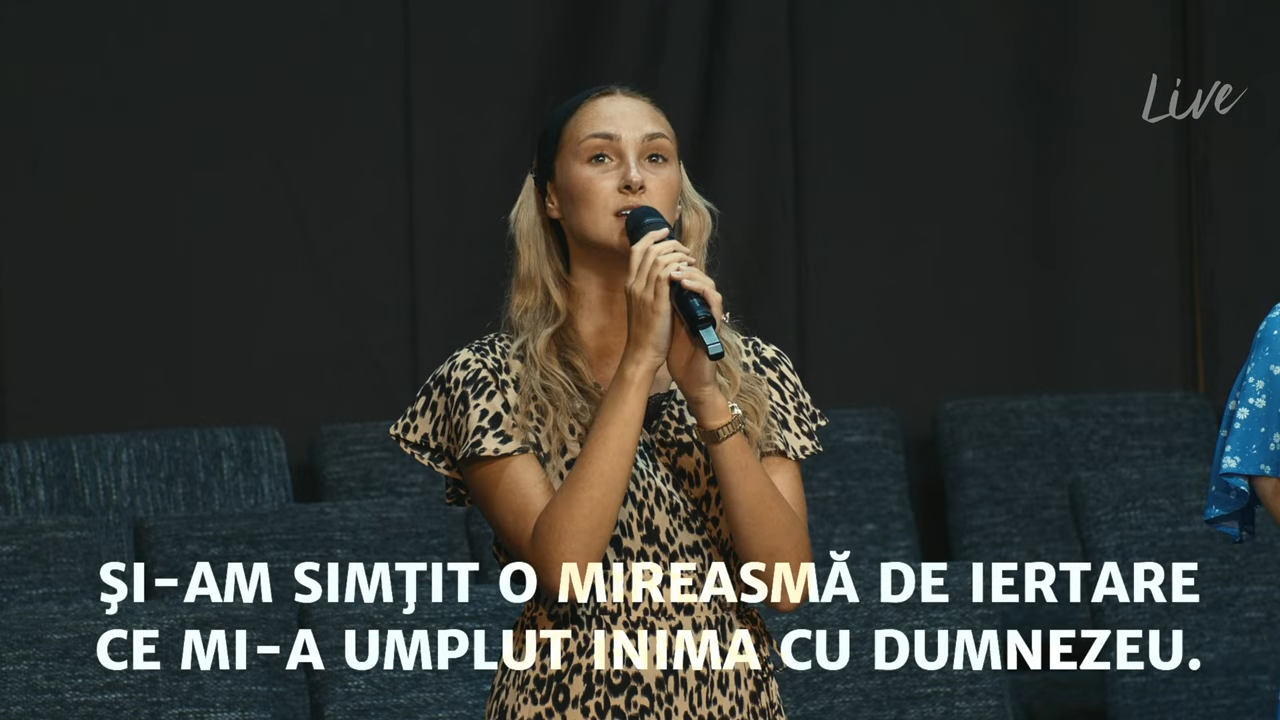 Live
ŞI-AM SIMŢIT O MIREASMĂ DE IERTARE
CE MI-A UMPLUT INIMA CU DUMNEZEU.